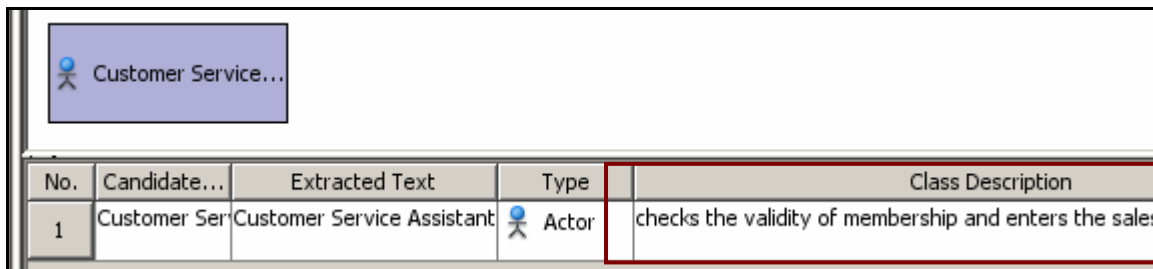 Customer Service...
No. Candidate... Extracted Text Type Class Description
1 Customer Ser Customer Service Assistant Actor checks the validity of membership and enters the sales